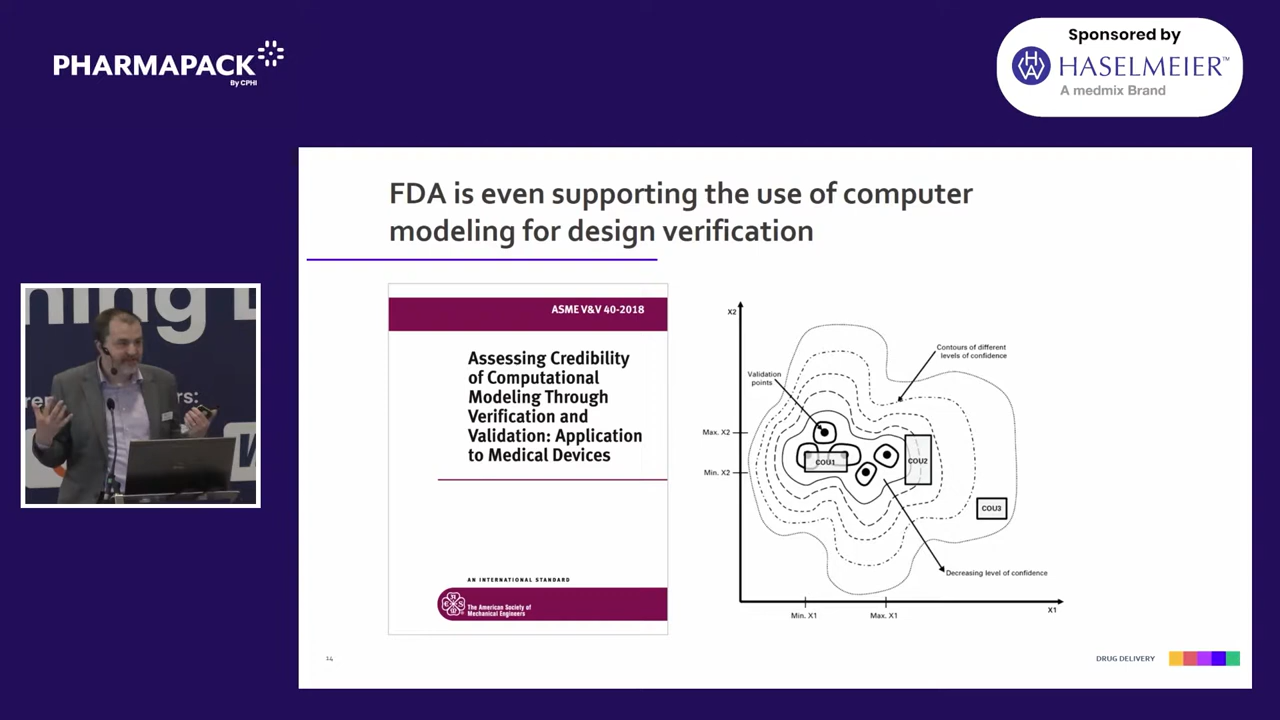 PHARMAPACK
By CPHI
Sponsored by
HASELMEIER™
A medmix Brand
FDA is even supporting the use of computer
modeling for design verification
ASME V&V 40-2018
Assessing Credibility
of Computational
Modeling Through
Verification and
Validation: Application
to Medical Devices
AN INTERNATIONAL STANDARD
The American Society of
Mechanical Engineers
X2
Contours of different
levels of confidence
Validation
points
Max. X2
Min. X2
COU1
COU2
COU3
Decreasing level of confidence
Min. X1
Max. X1
X1
14
DRUG DELIVERY